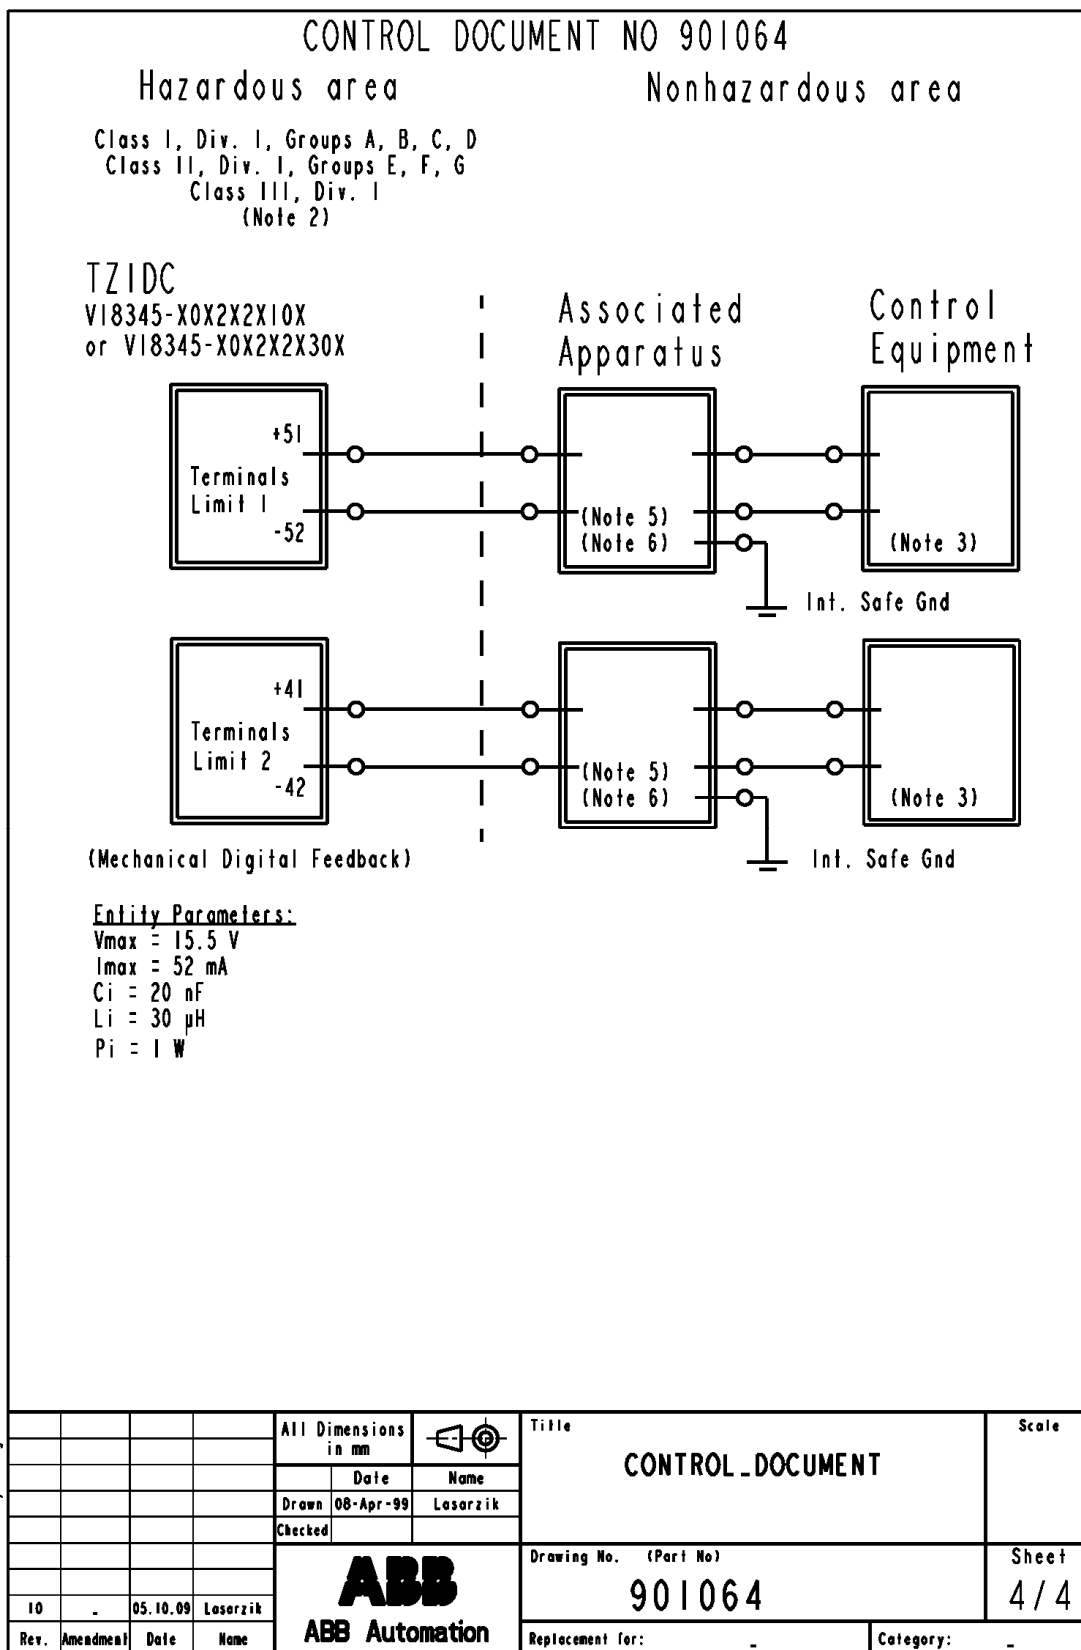 CONTROL DOCUMENT NO 901064
Hazardous area
Nonhazardous area
Class I, Div. I, Groups A, B, C, D
Class II, Div. I, Groups E, F, G
Class III, Div. I
(Note 2)
TZIDC
V18345-X0X2X2X10X
or V18345-X0X2X2X30X
Associated
Apparatus
Control
Equipment
+51
Terminals
Limit 1
-52
(Note 5)
(Note 6)
(Note 3)
Int. Safe Gnd
+41
Terminals
Limit 2
-42
(Note 5)
(Note 6)
(Note 3)
(Mechanical Digital Feedback)
Int. Safe Gnd
Entity Parameters:
Vmax = 15.5 V
Imax = 52 mA
Ci = 20 nF
Li = 30 µH
Pi = 1 W
All Dimensions
in mm
Title
CONTROL_DOCUMENT
Scale
Date Name
Drawn 08-Apr-99 Lasarzik
Checked
ABB
ABB Automation
Drawing No. (Part No)
901064
Sheet
4/4
10 - 05.10.09 Lasarzik
Rev. Amendment Date Name
Replacement for: -
Category: -